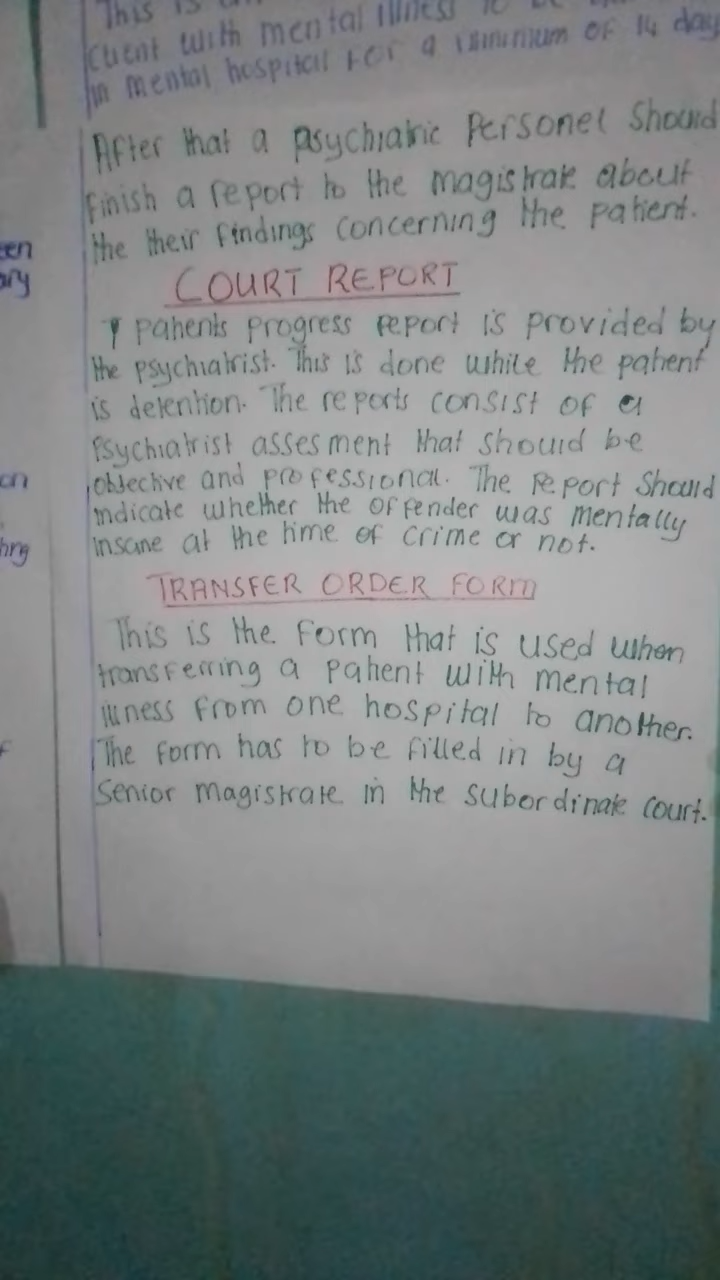 This is
client with mental illness to be
in mental hospital for a minimum of 14 day
After that a psychiatric Personel Should
finish a report to the magistrate about
the their findings concerning the patient.
COURT REPORT
patients progress report is provided by
the psychiatrist. This is done while the patient
is detention. The reports consist of a
Psychiatrist assesment that should be
objective and professional. The report Should
indicate whether the offender was mentally
insane at the time of crime or not.
TRANSFER ORDER FORM
This is the Form that is used when
transferring a patient with mental
illness from one hospital to another.
The form has to be filled in by a
Senior magistrate in the subordinate court.